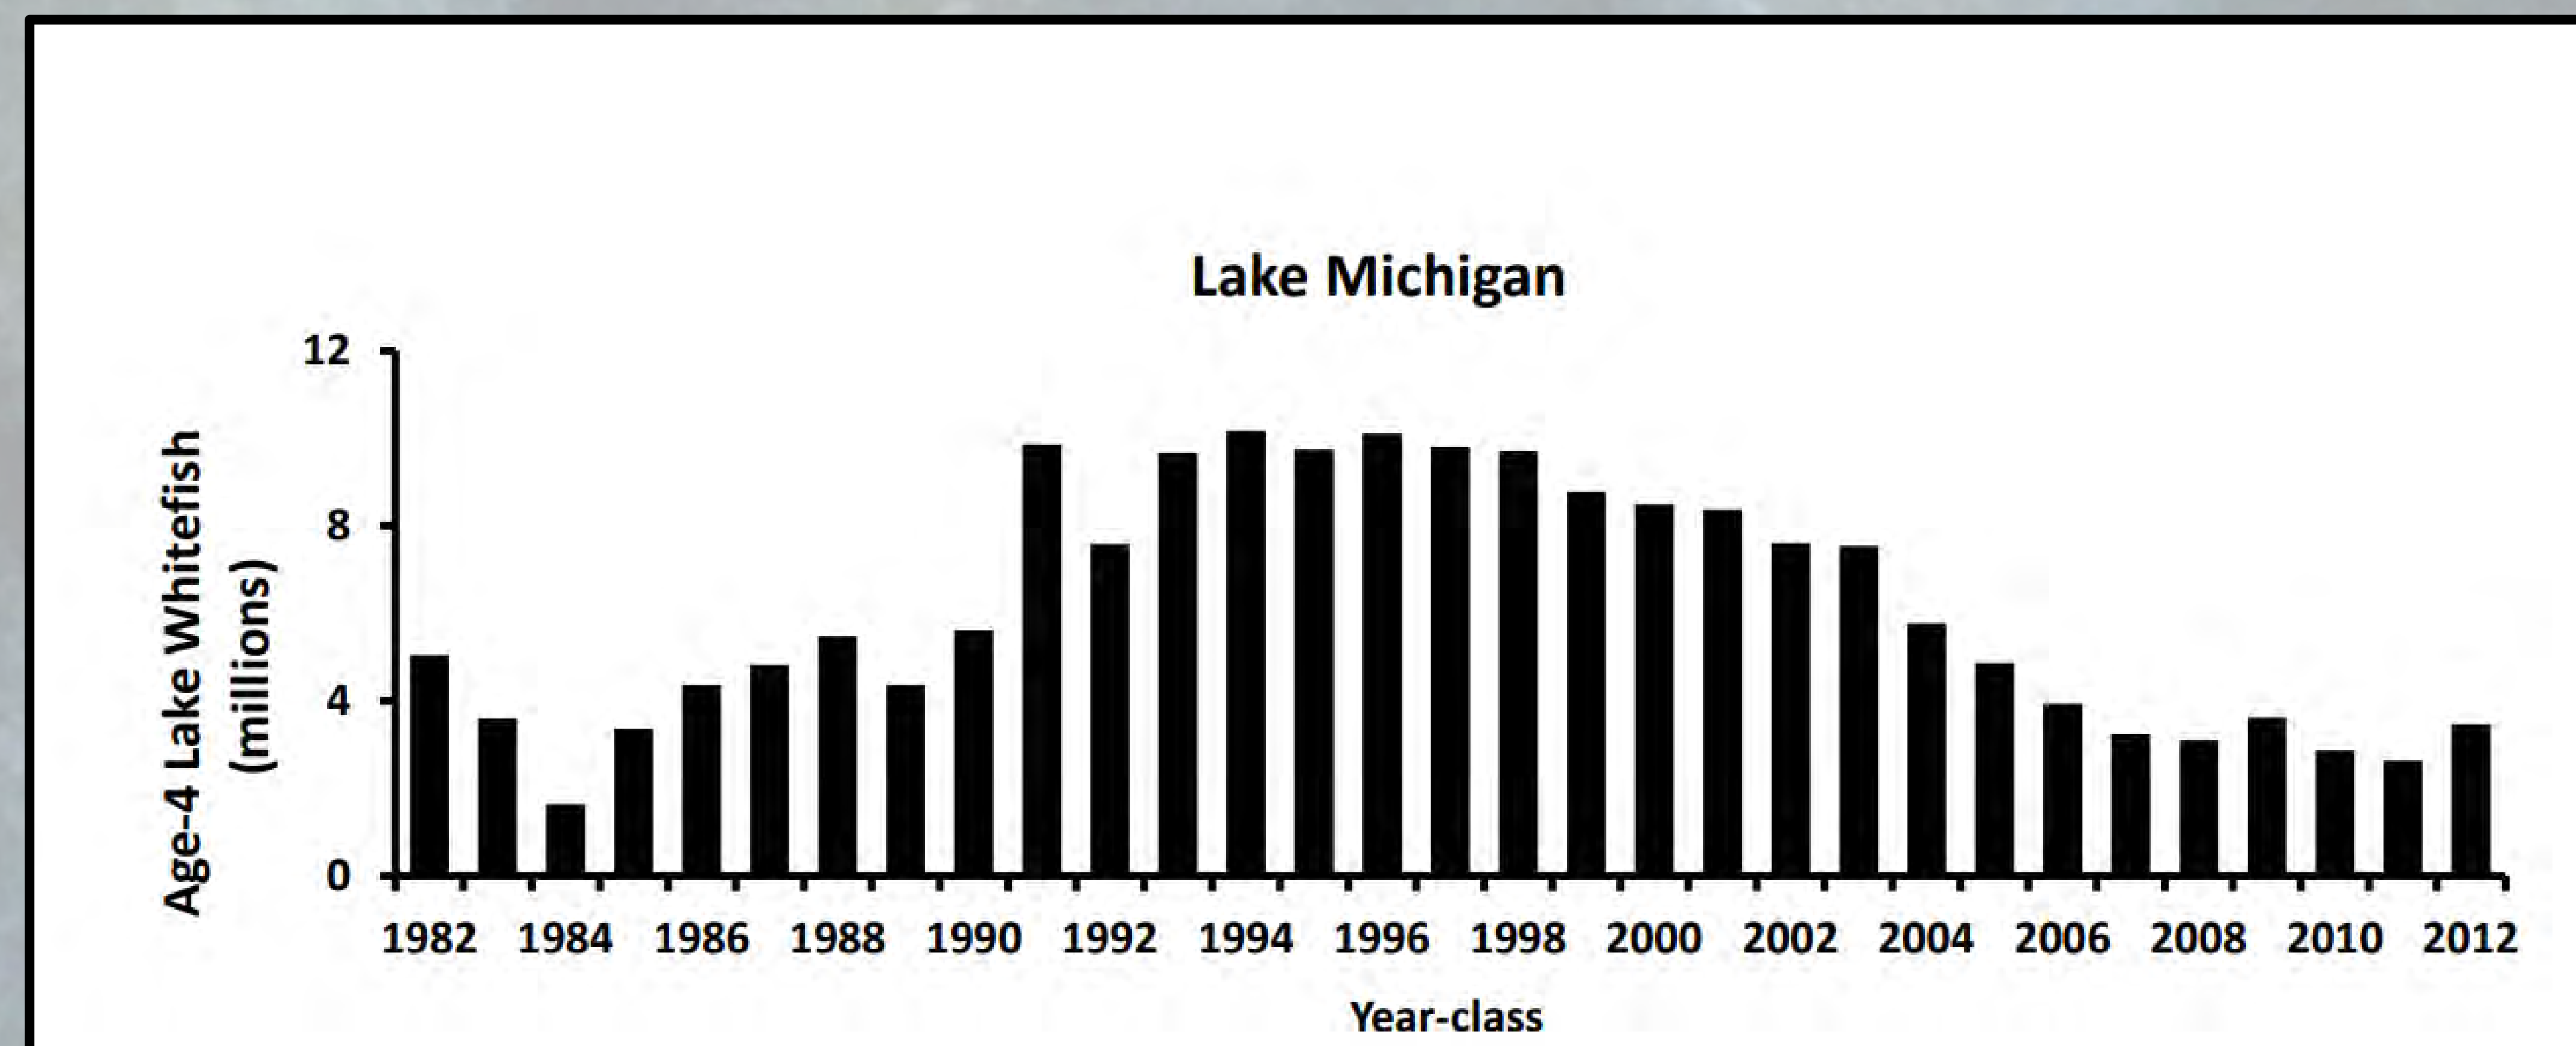 Lake Michigan
Age-4 Lake Whitefish
(millions)
12
8
4
0
1982 1984 1986 1988 1990 1992 1994 1996 1998 2000 2002 2004 2006 2008 2010 2012
Year-class